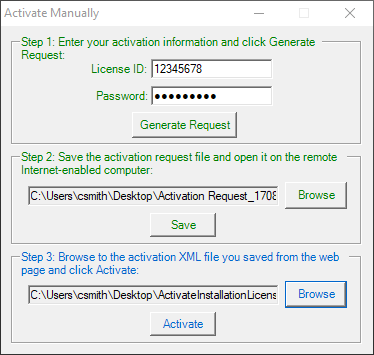 Activate Manually
Step 1: Enter your activation information and click Generate
Request:
License ID: 12345678
Password: ●●●●●●●●●
Generate Request
Step 2: Save the activation request file and open it on the remote
Internet-enabled computer:
C:\Users\csmith\Desktop\Activation Request_1708
Browse
Save
Step 3: Browse to the activation XML file you saved from the web
page and click Activate:
C:\Users\csmith\Desktop\ActivateInstallationLicens
Browse
Activate